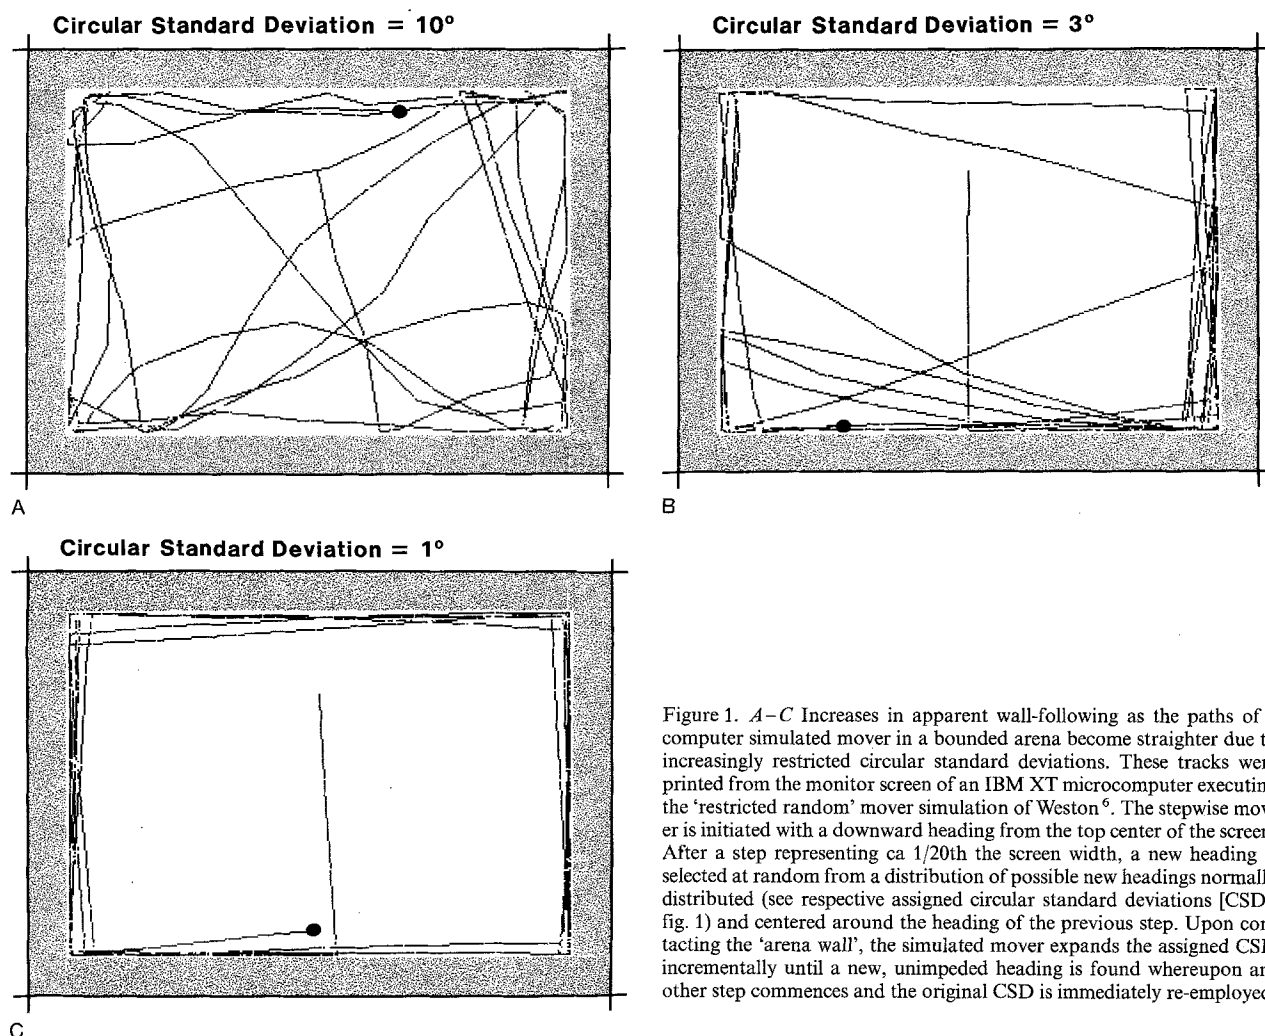 Circular Standard Deviation = 10°
Circular Standard Deviation = 3°
A
B
Circular Standard Deviation = 1°
C
Figure 1. A–C Increases in apparent wall-following as the paths of
computer simulated mover in a bounded arena become straighter due t
increasingly restricted circular standard deviations. These tracks wer
printed from the monitor screen of an IBM XT microcomputer executin
the 'restricted random' mover simulation of Weston⁶. The stepwise mov
er is initiated with a downward heading from the top center of the screen
After a step representing ca 1/20th the screen width, a new heading
selected at random from a distribution of possible new headings normall
distributed (see respective assigned circular standard deviations [CSD
fig. 1) and centered around the heading of the previous step. Upon con
tacting the 'arena wall', the simulated mover expands the assigned CSD
incrementally until a new, unimpeded heading is found whereupon an
other step commences and the original CSD is immediately re-employed